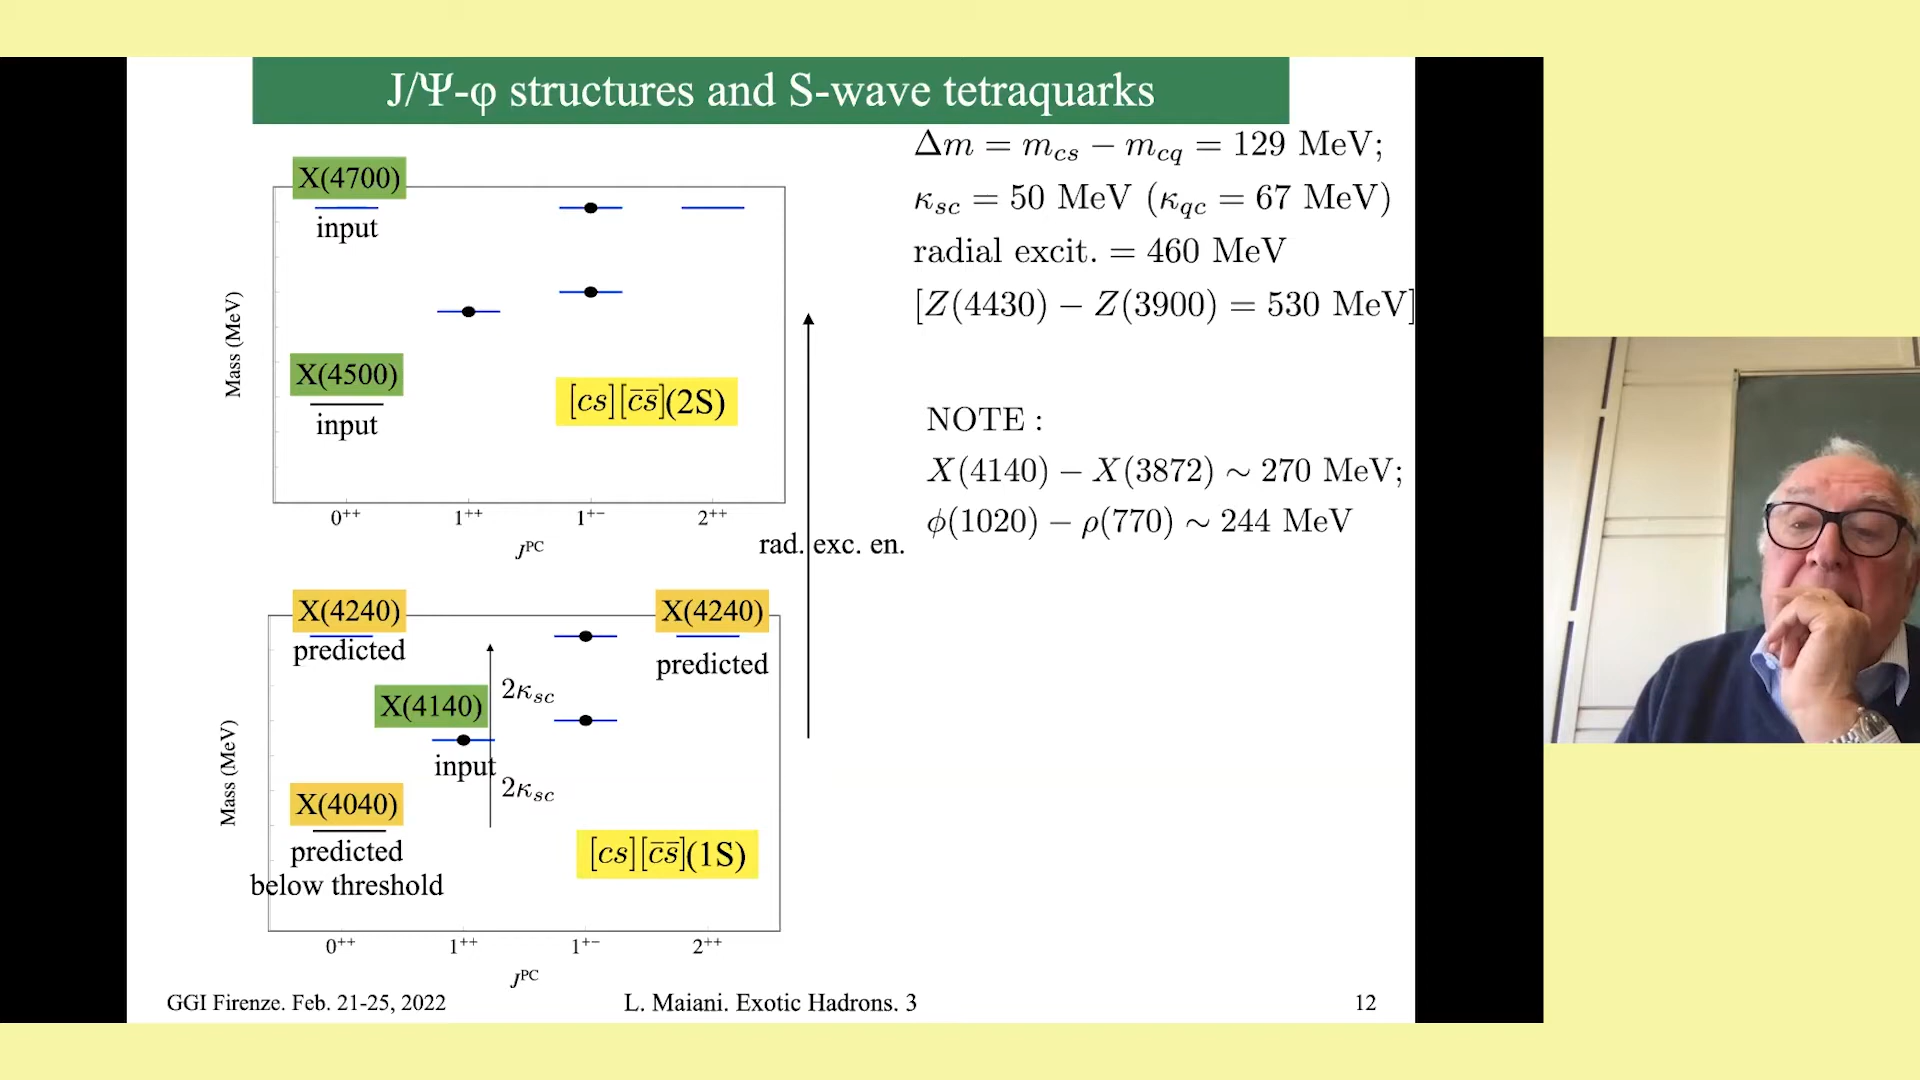 J/Ψ-φ structures and S-wave tetraquarks
X(4700)
input
X(4500)
input
[cs][c̄s̄](2S)
Mass (MeV)
0⁺⁺ 1⁺⁺ 1⁺⁻ 2⁺⁺
Jᴾᶜ
rad. exc. en.
X(4240)
predicted
X(4240)
predicted
X(4140)
input
2κ_sc
2κ_sc
X(4040)
predicted
below threshold
[cs][c̄s̄](1S)
Mass (MeV)
0⁺⁺ 1⁺⁺ 1⁺⁻ 2⁺⁺
Jᴾᶜ
Δm = m_cs − m_cq = 129 MeV;
κ_sc = 50 MeV (κ_qc = 67 MeV)
radial excit. = 460 MeV
[Z(4430) − Z(3900) = 530 MeV]
NOTE :
X(4140) − X(3872) ∼ 270 MeV;
ϕ(1020) − ρ(770) ∼ 244 MeV
GGI Firenze. Feb. 21-25, 2022
L. Maiani. Exotic Hadrons. 3
12